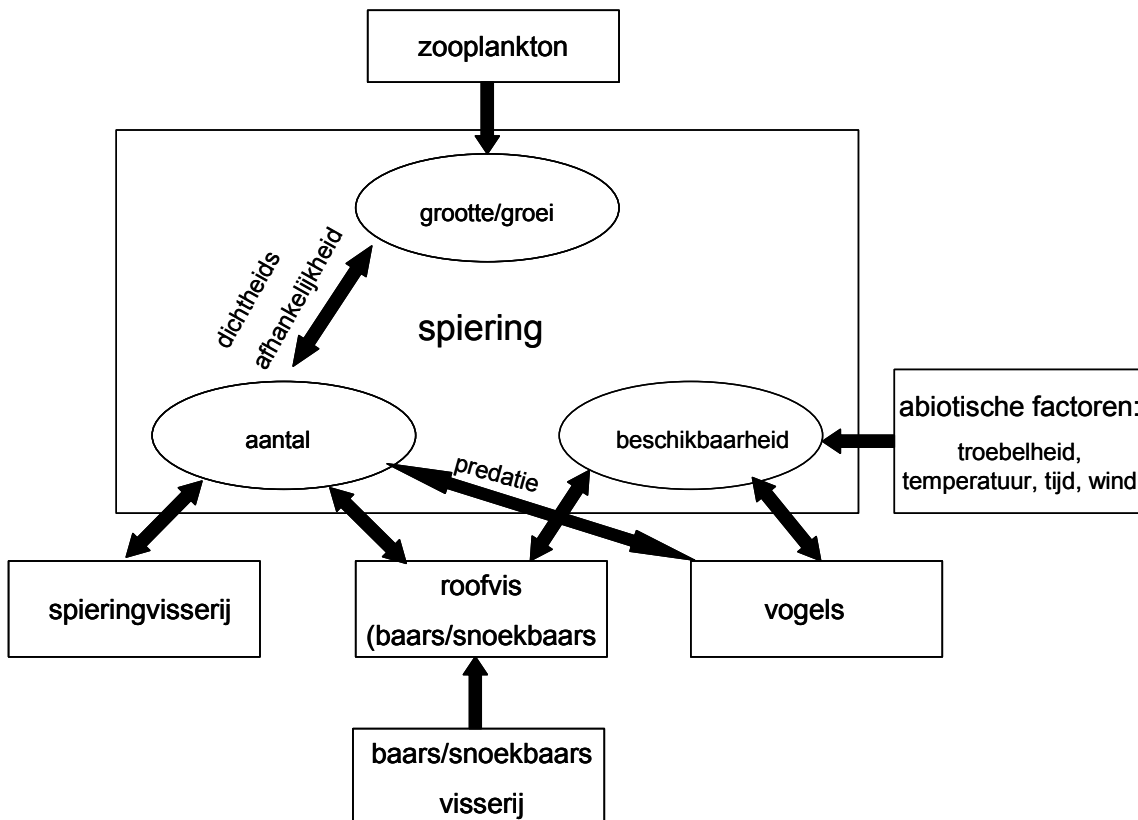 zooplankton
grootte/groei
dichtheids
afhankelijkheid
spiering
aantal
beschikbaarheid
predatie
abiotische factoren:
troebelheid,
temperatuur, tijd, wind
spieringvisserij
roofvis
(baars/snoekbaars
vogels
baars/snoekbaars
visserij